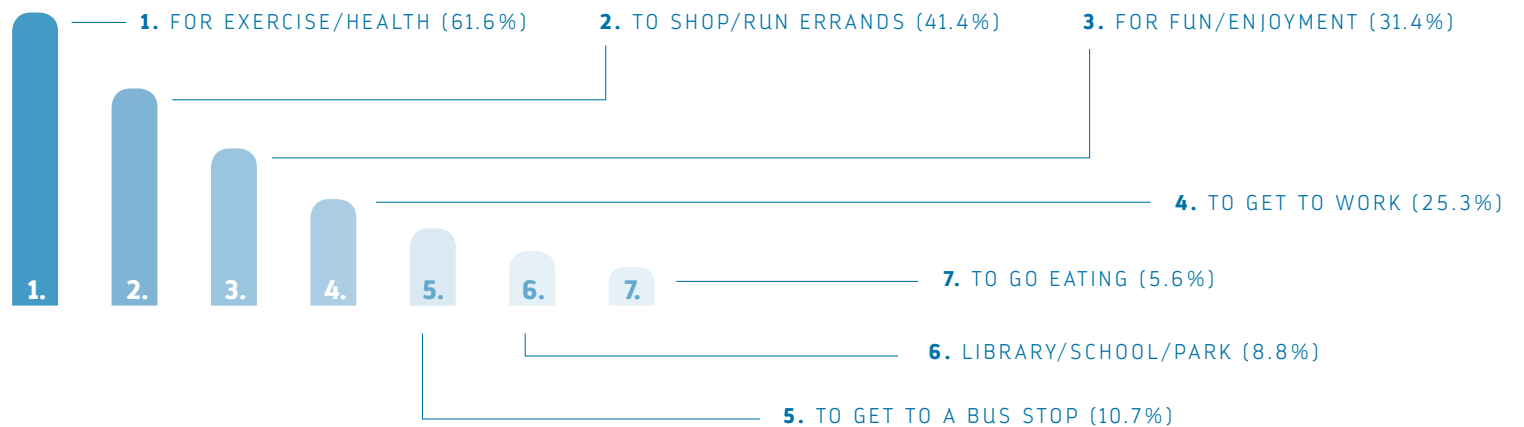 1. FOR EXERCISE/HEALTH (61.6%)
2. TO SHOP/RUN ERRANDS (41.4%)
3. FOR FUN/ENJOYMENT (31.4%)
4. TO GET TO WORK (25.3%)
1.
2.
3.
4.
5.
6.
7.
7. TO GO EATING (5.6%)
6. LIBRARY/SCHOOL/PARK (8.8%)
5. TO GET TO A BUS STOP (10.7%)